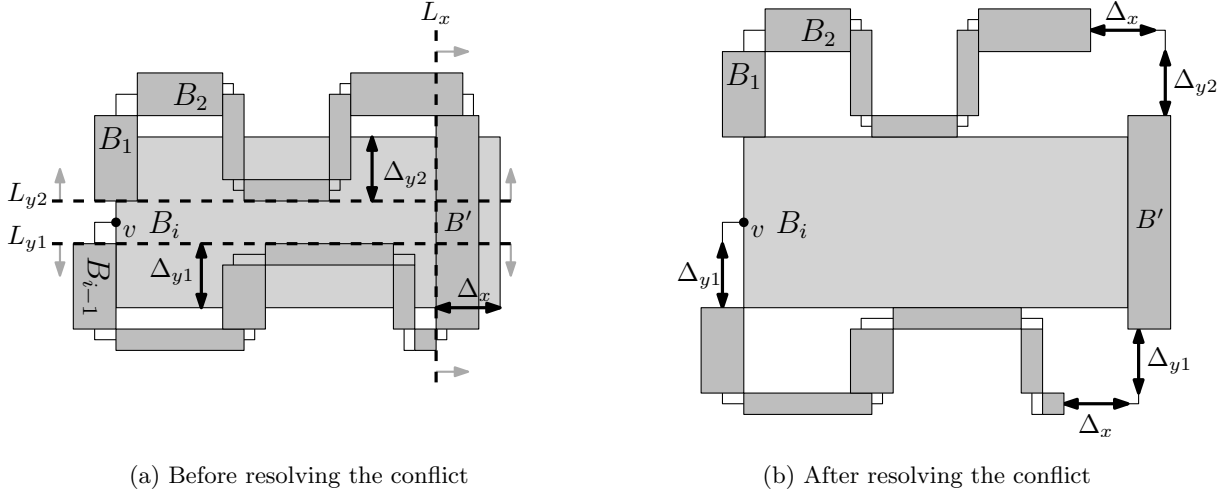 L_x
B_2
B_1
Δ_{y2}
L_{y2}
v B_i B'
L_{y1}
B_{i−1}
Δ_{y1}
Δ_x
(a) Before resolving the conflict
B_2
Δ_x
B_1
Δ_{y2}
v B_i B'
Δ_{y1}
Δ_{y1}
Δ_x
(b) After resolving the conflict